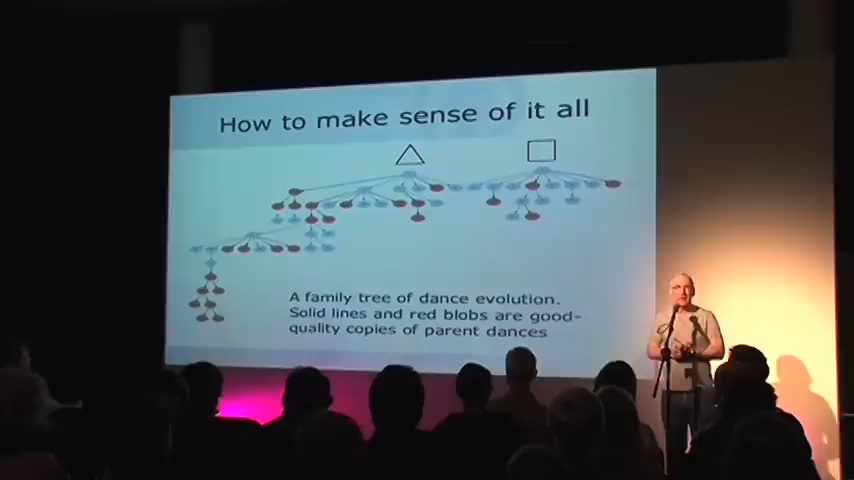 How to make sense of it all
A family tree of dance evolution.
Solid lines and red blobs are good-
quality copies of parent dances